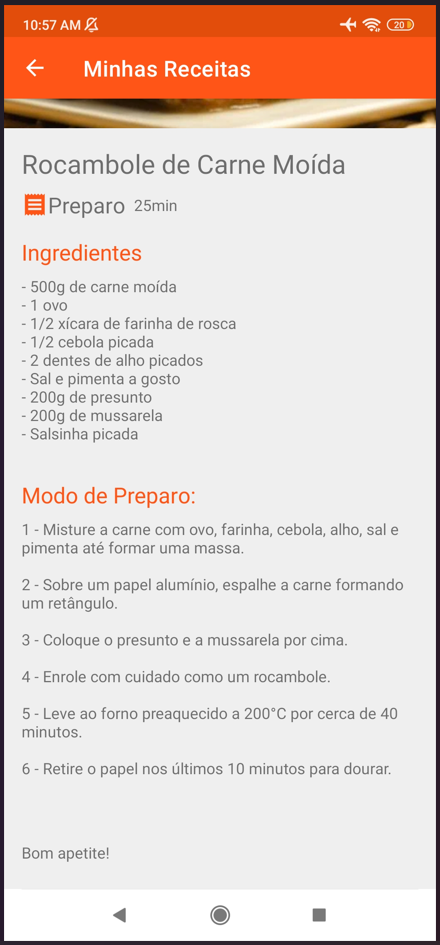 10:57 AM
20
Minhas Receitas
Rocambole de Carne Moída
Preparo 25min
Ingredientes
- 500g de carne moída
- 1 ovo
- 1/2 xícara de farinha de rosca
- 1/2 cebola picada
- 2 dentes de alho picados
- Sal e pimenta a gosto
- 200g de presunto
- 200g de mussarela
- Salsinha picada
Modo de Preparo:
1 - Misture a carne com ovo, farinha, cebola, alho, sal e
pimenta até formar uma massa.
2 - Sobre um papel alumínio, espalhe a carne formando
um retângulo.
3 - Coloque o presunto e a mussarela por cima.
4 - Enrole com cuidado como um rocambole.
5 - Leve ao forno preaquecido a 200°C por cerca de 40
minutos.
6 - Retire o papel nos últimos 10 minutos para dourar.
Bom apetite!